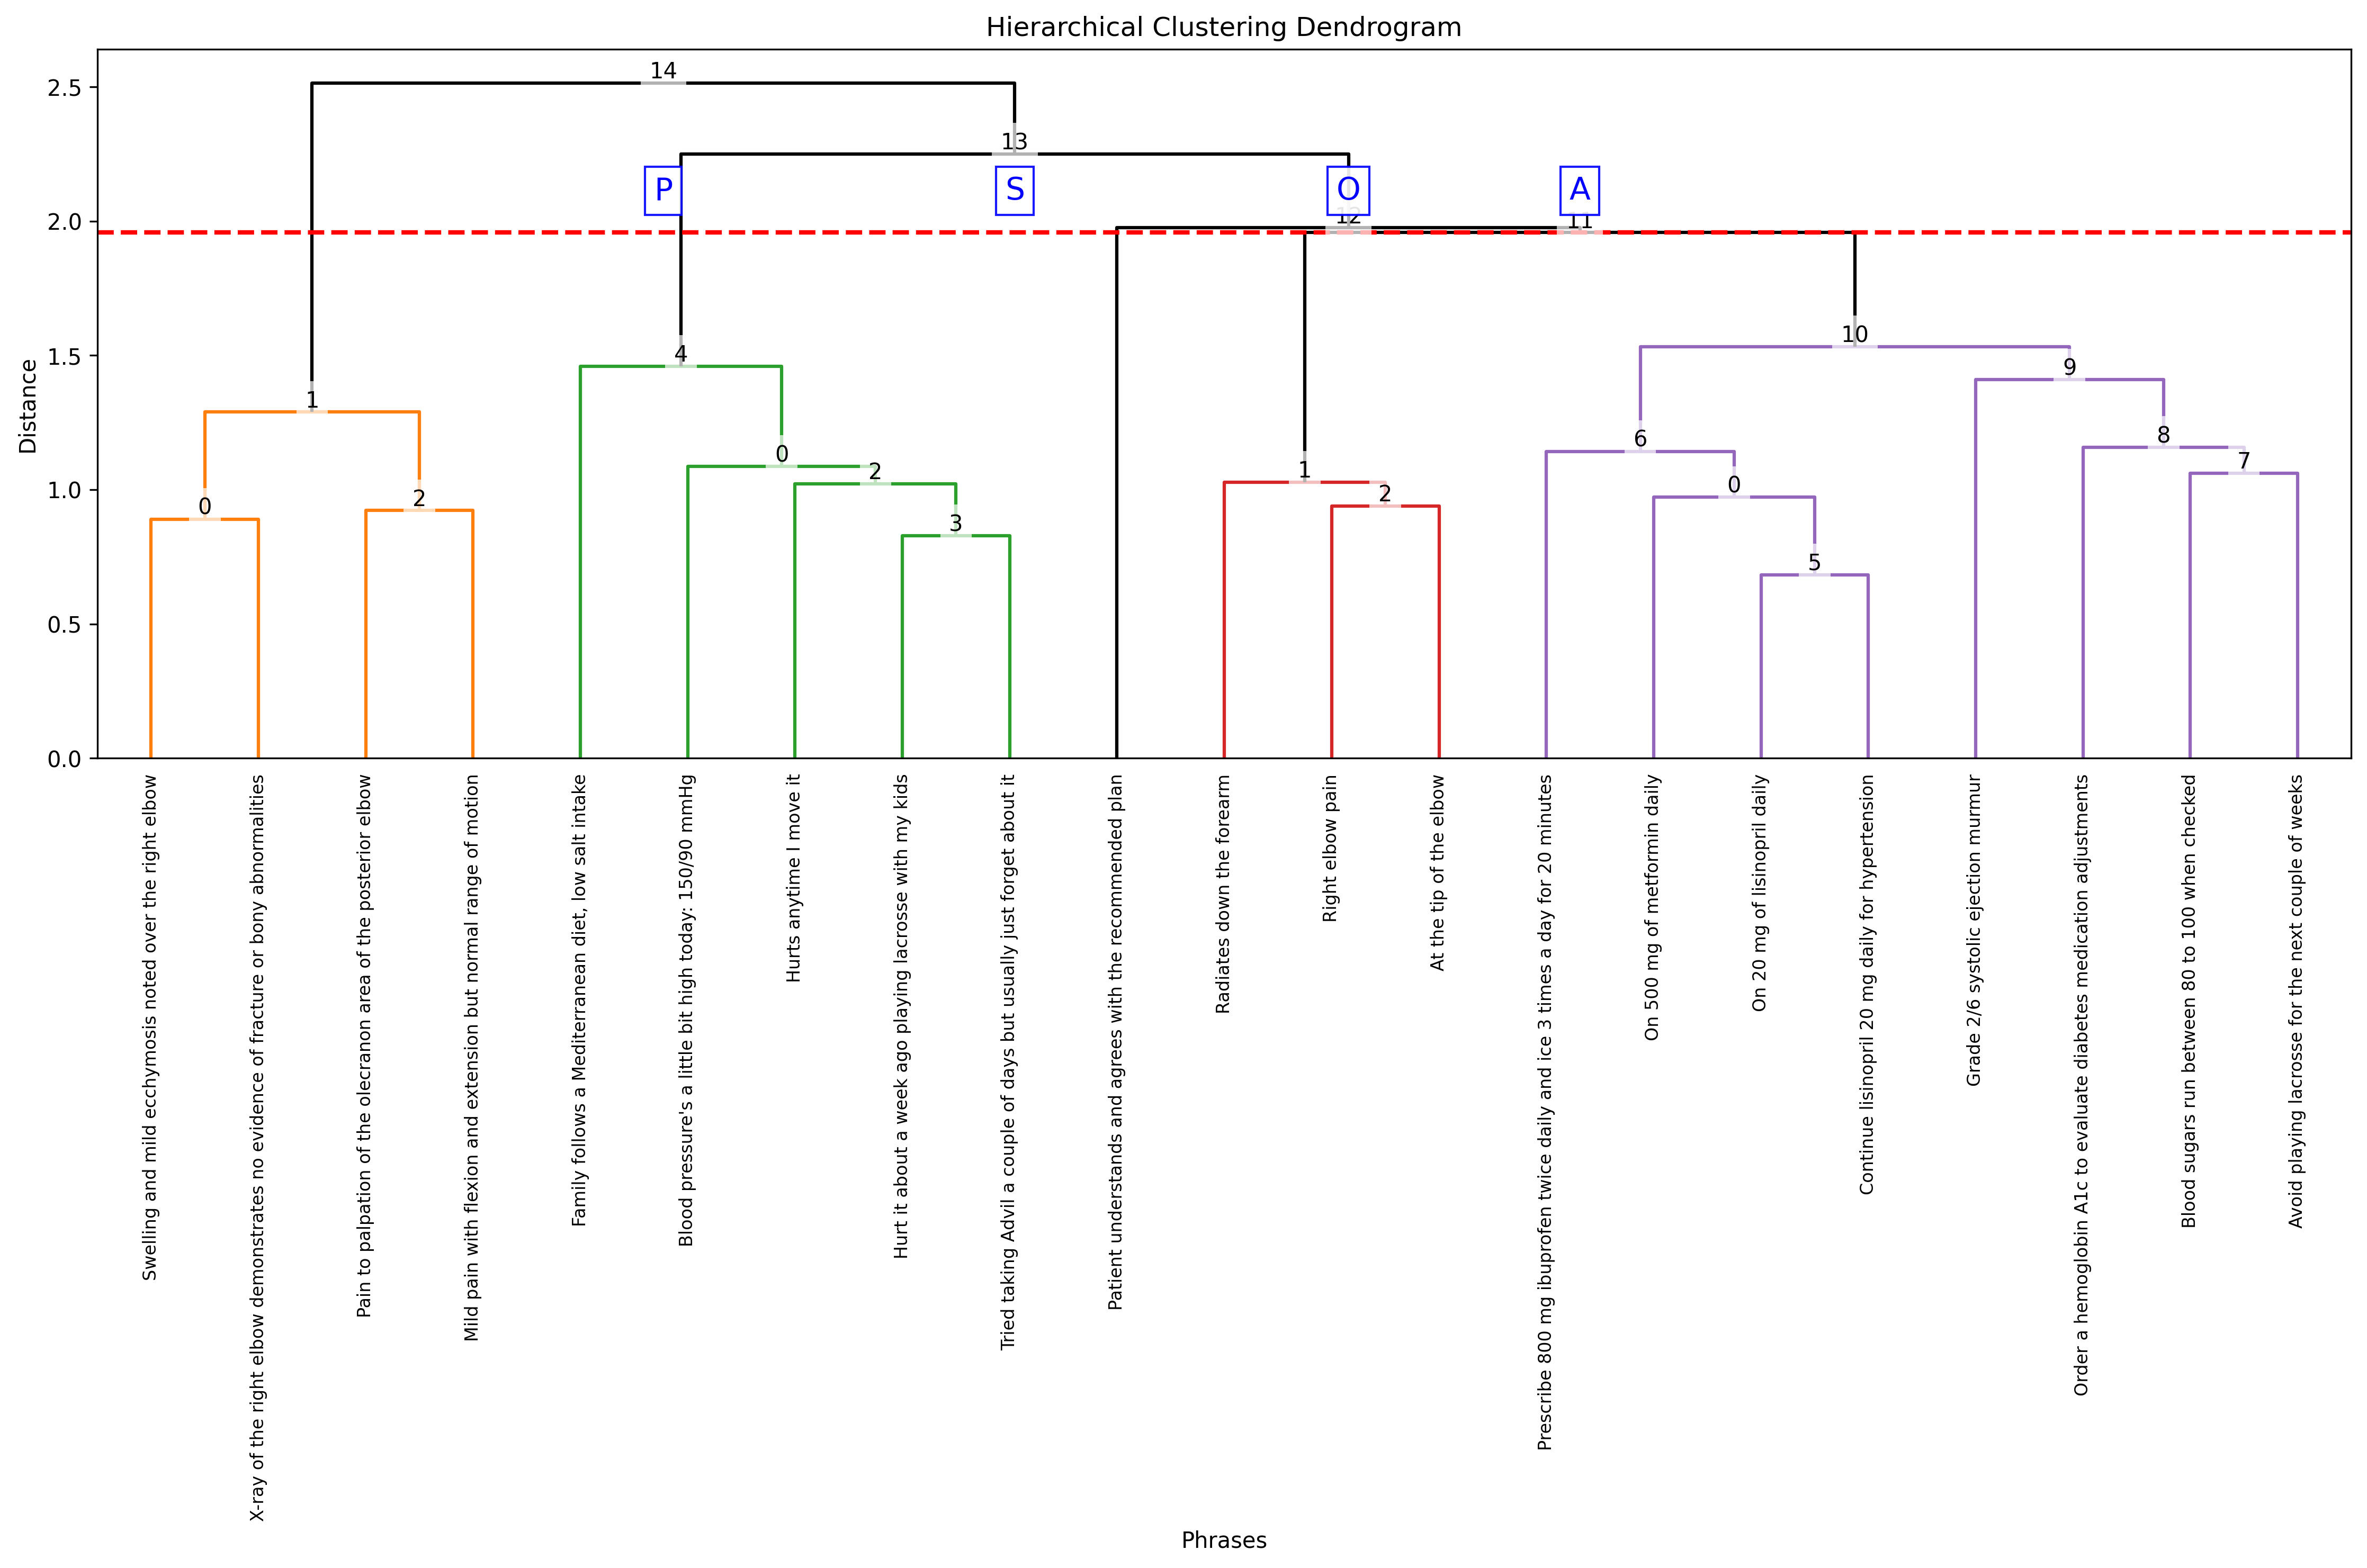 Hierarchical Clustering Dendrogram
14
13
P
S
O
A
12
11
2.5
2.0
1.5
1.0
0.5
0.0
Distance
10
4
9
1
6
8
0
7
1
2
0
2
2
0
3
5
Swelling and mild ecchymosis noted over the right elbow
X-ray of the right elbow demonstrates no evidence of fracture or bony abnormalities
Pain to palpation of the olecranon area of the posterior elbow
Mild pain with flexion and extension but normal range of motion
Family follows a Mediterranean diet, low salt intake
Blood pressure's a little bit high today: 150/90 mmHg
Hurts anytime I move it
Hurt it about a week ago playing lacrosse with my kids
Tried taking Advil a couple of days but usually just forget about it
Patient understands and agrees with the recommended plan
Radiates down the forearm
Right elbow pain
At the tip of the elbow
Prescribe 800 mg ibuprofen twice daily and ice 3 times a day for 20 minutes
On 500 mg of metformin daily
On 20 mg of lisinopril daily
Continue lisinopril 20 mg daily for hypertension
Grade 2/6 systolic ejection murmur
Order a hemoglobin A1c to evaluate diabetes medication adjustments
Blood sugars run between 80 to 100 when checked
Avoid playing lacrosse for the next couple of weeks
Phrases